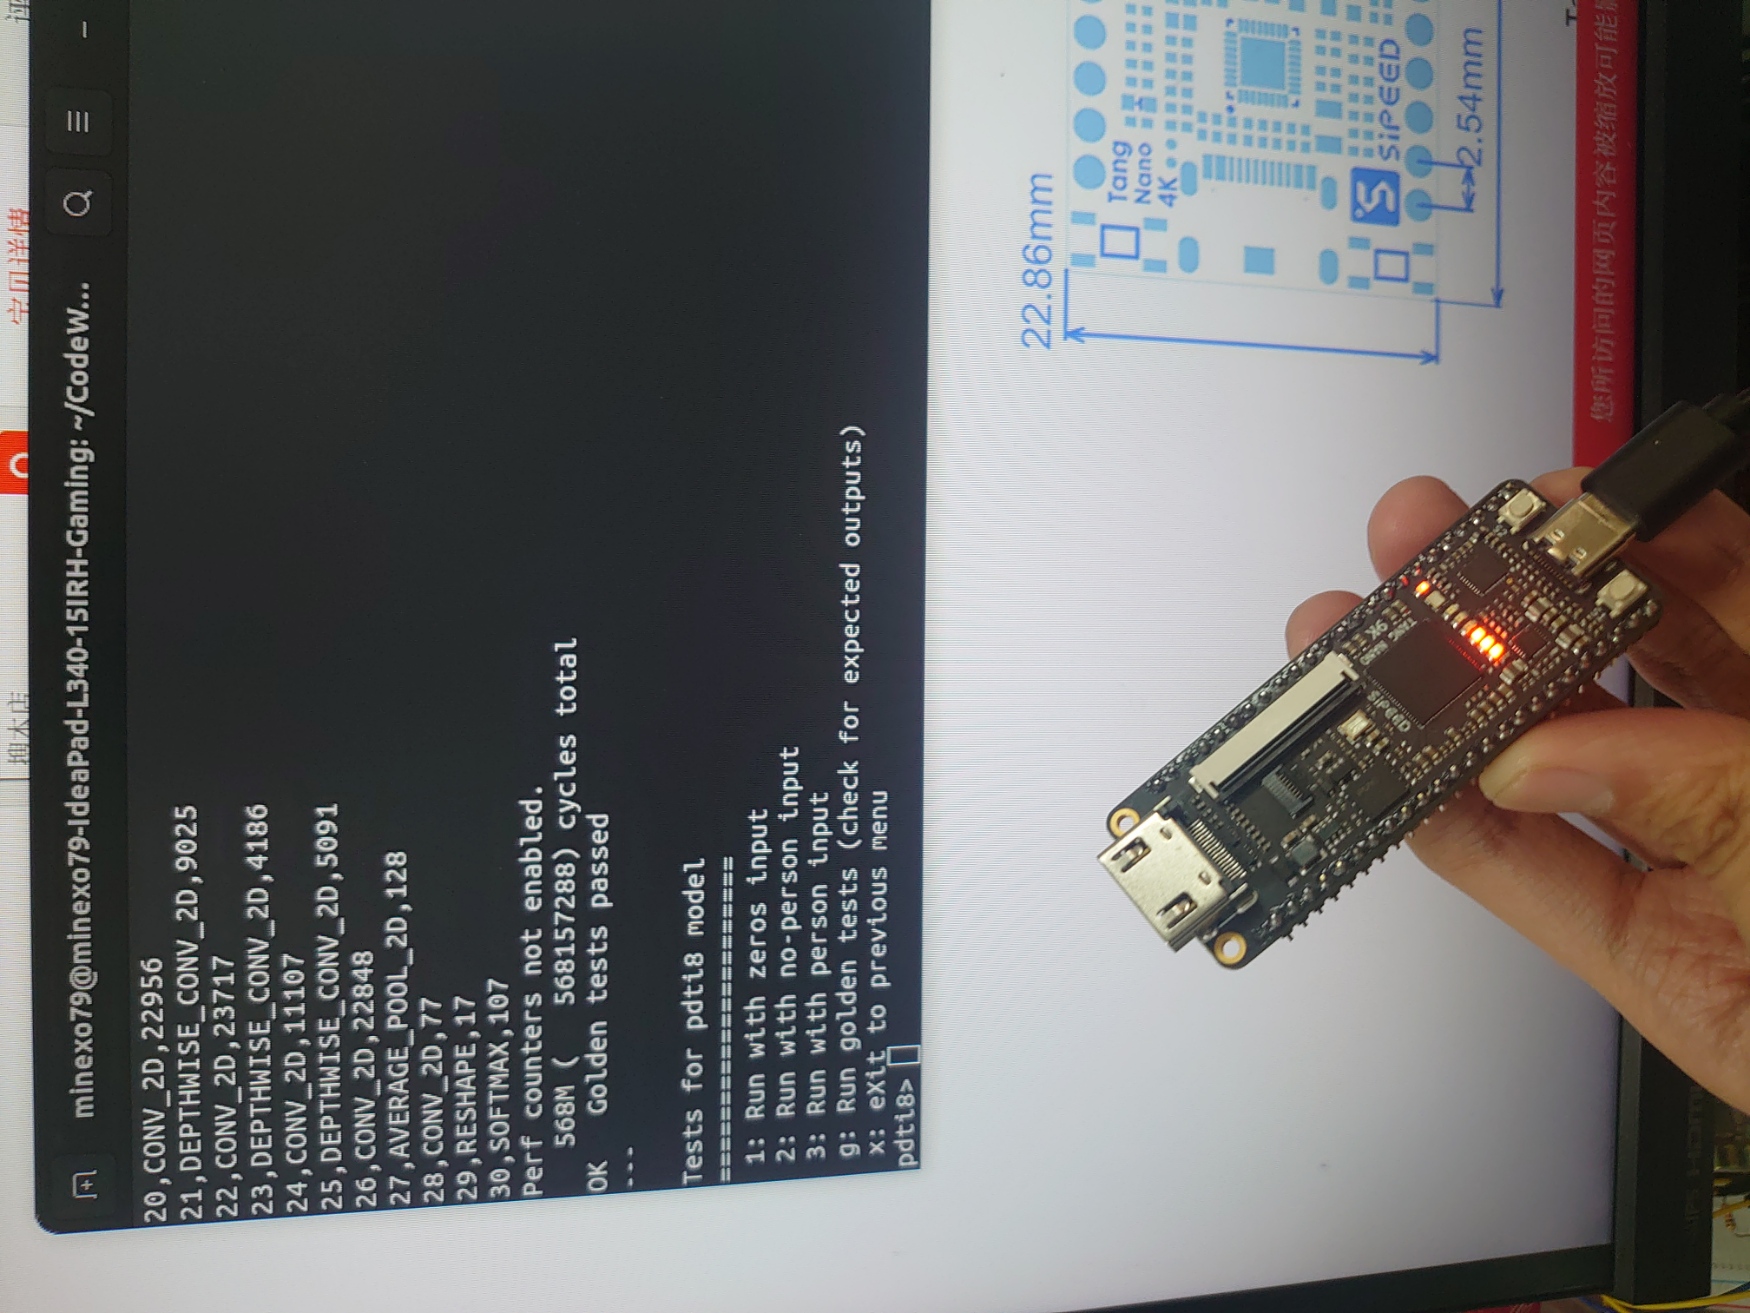 搜本店
宝贝详情
评
minexo79@minexo79-IdeaPad-L340-15IRH-Gaming: ~/CodeW...
20,CONV_2D,22956
21,DEPTHWISE_CONV_2D,9025
22,CONV_2D,23717
23,DEPTHWISE_CONV_2D,4186
24,CONV_2D,11107
25,DEPTHWISE_CONV_2D,5091
26,CONV_2D,22848
27,AVERAGE_POOL_2D,128
28,CONV_2D,77
29,RESHAPE,17
30,SOFTMAX,107
Perf counters not enabled.
568M ( 568157288) cycles total
OK Golden tests passed
---
Tests for pdti8 model
=====================
1: Run with zeros input
2: Run with no-person input
3: Run with person input
g: Run golden tests (check for expected outputs)
x: eXit to previous menu
pdti8>
22.86mm
Tang
Nano
4K
SiPEED
2.54mm
SPEED
您所访问的网页内容被缩放可能
HDMI